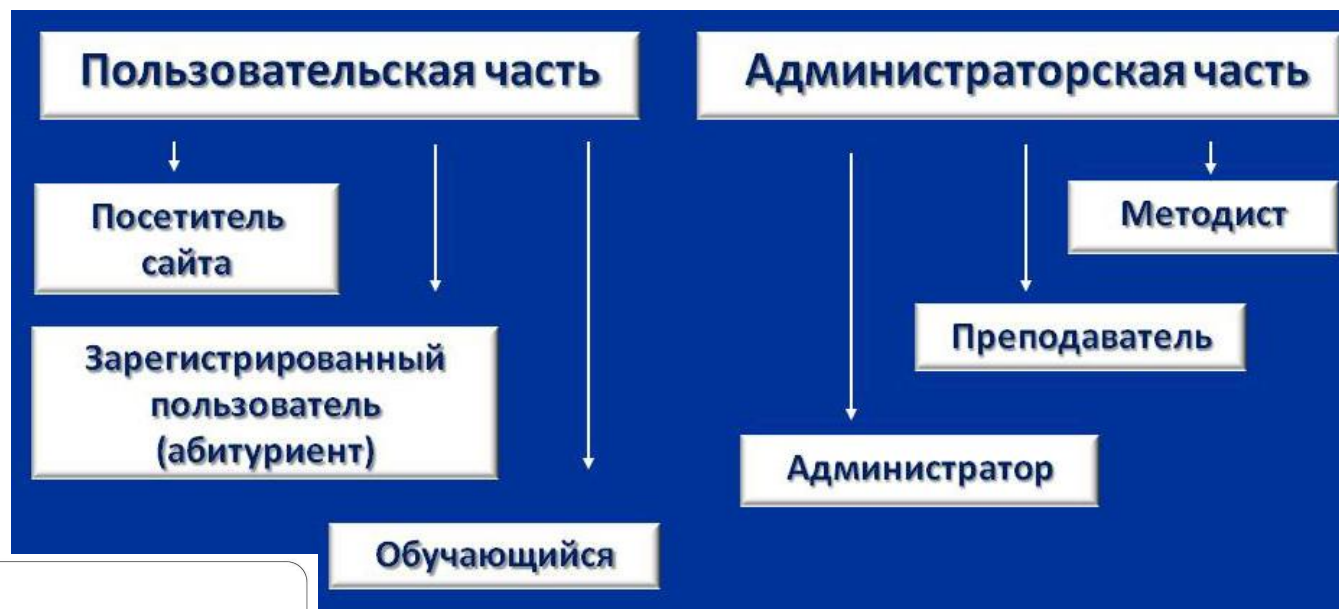 Пользовательская часть
Администраторская часть
Посетитель
сайта
Методист
Зарегистрированный
пользователь
(абитуриент)
Преподаватель
Администратор
Обучающийся